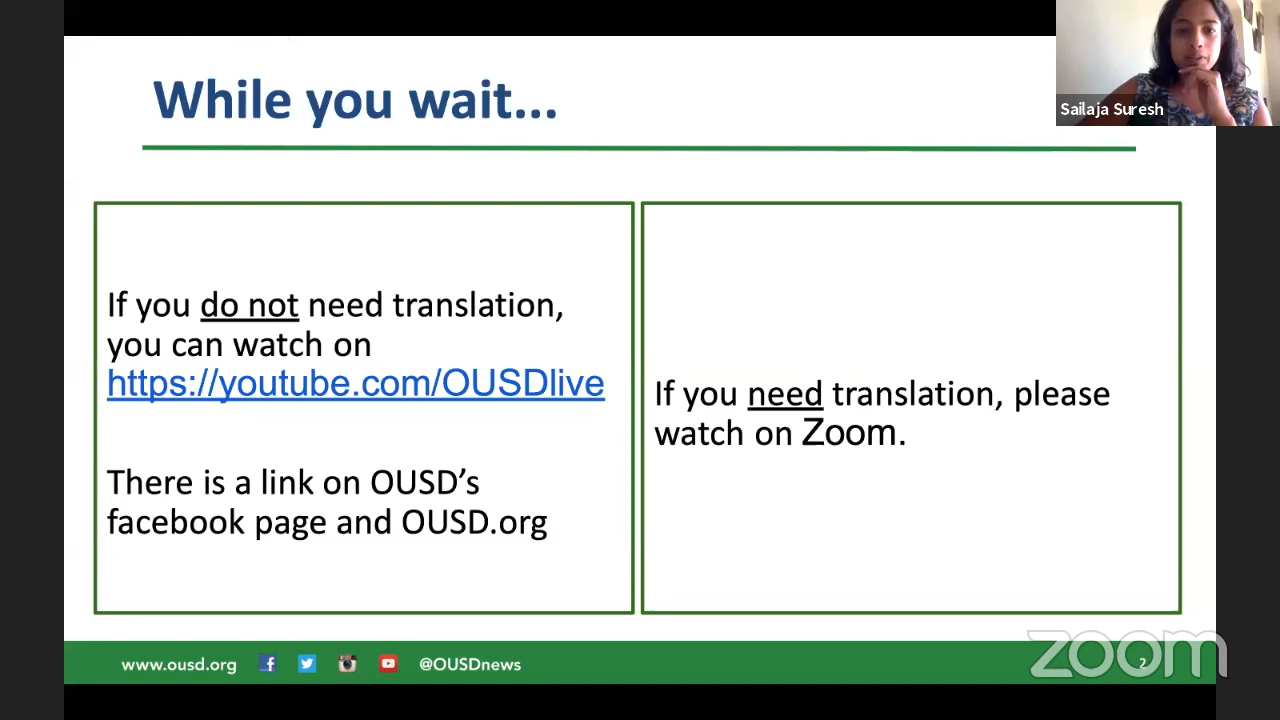 While you wait...
Sailaja Suresh
If you do not need translation,
you can watch on
https://youtube.com/OUSDlive
There is a link on OUSD’s
facebook page and OUSD.org
If you need translation, please
watch on Zoom.
www.ousd.org @OUSDnews
zoom
2